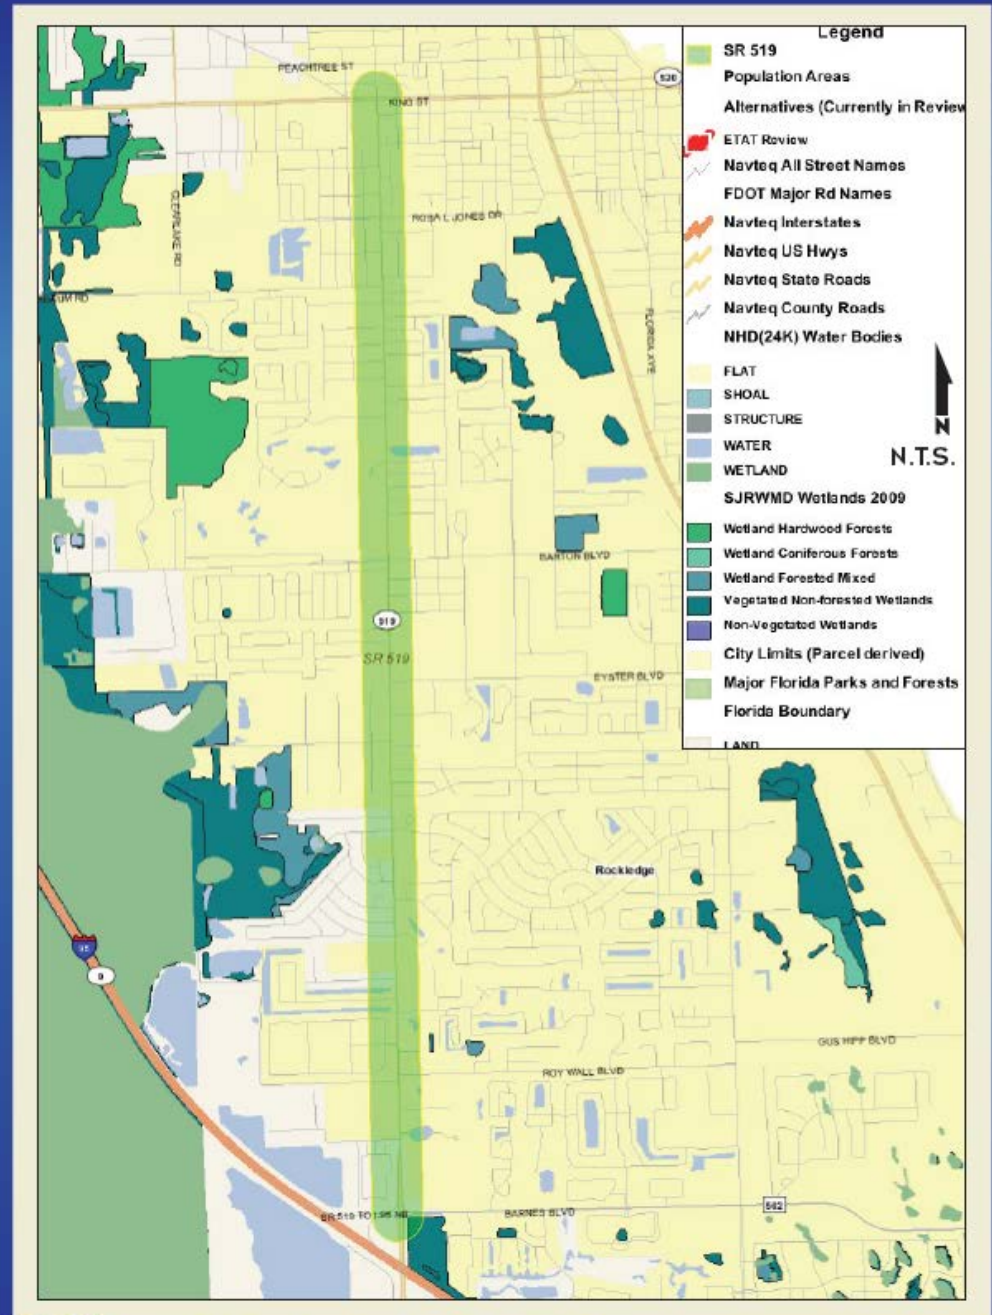 Legend
SR 519
Population Areas
Alternatives (Currently in Review
ETAT Review
Navteq All Street Names
FDOT Major Rd Names
Navteq Interstates
Navteq US Hwys
Navteq State Roads
Navteq County Roads
NHD(24K) Water Bodies
FLAT
SHOAL
STRUCTURE
WATER
WETLAND
SJRWMD Wetlands 2009
Wetland Hardwood Forests
Wetland Coniferous Forests
Wetland Forested Mixed
Vegetated Non-forested Wetlands
Non-Vegetated Wetlands
City Limits (Parcel derived)
Major Florida Parks and Forests
Florida Boundary
LAND
N
N.T.S.
PEACHTREE ST
KING ST
520
CLEARLAKE RD
ROSA L JONES DR
FLORIDA AVE
BARTON BLVD
519
SR 519
EYSTER BLVD
Rockledge
95
9
GUS HIPP BLVD
ROY WALL BLVD
502
SR 519 TO I-95 NB
BARNES BLVD